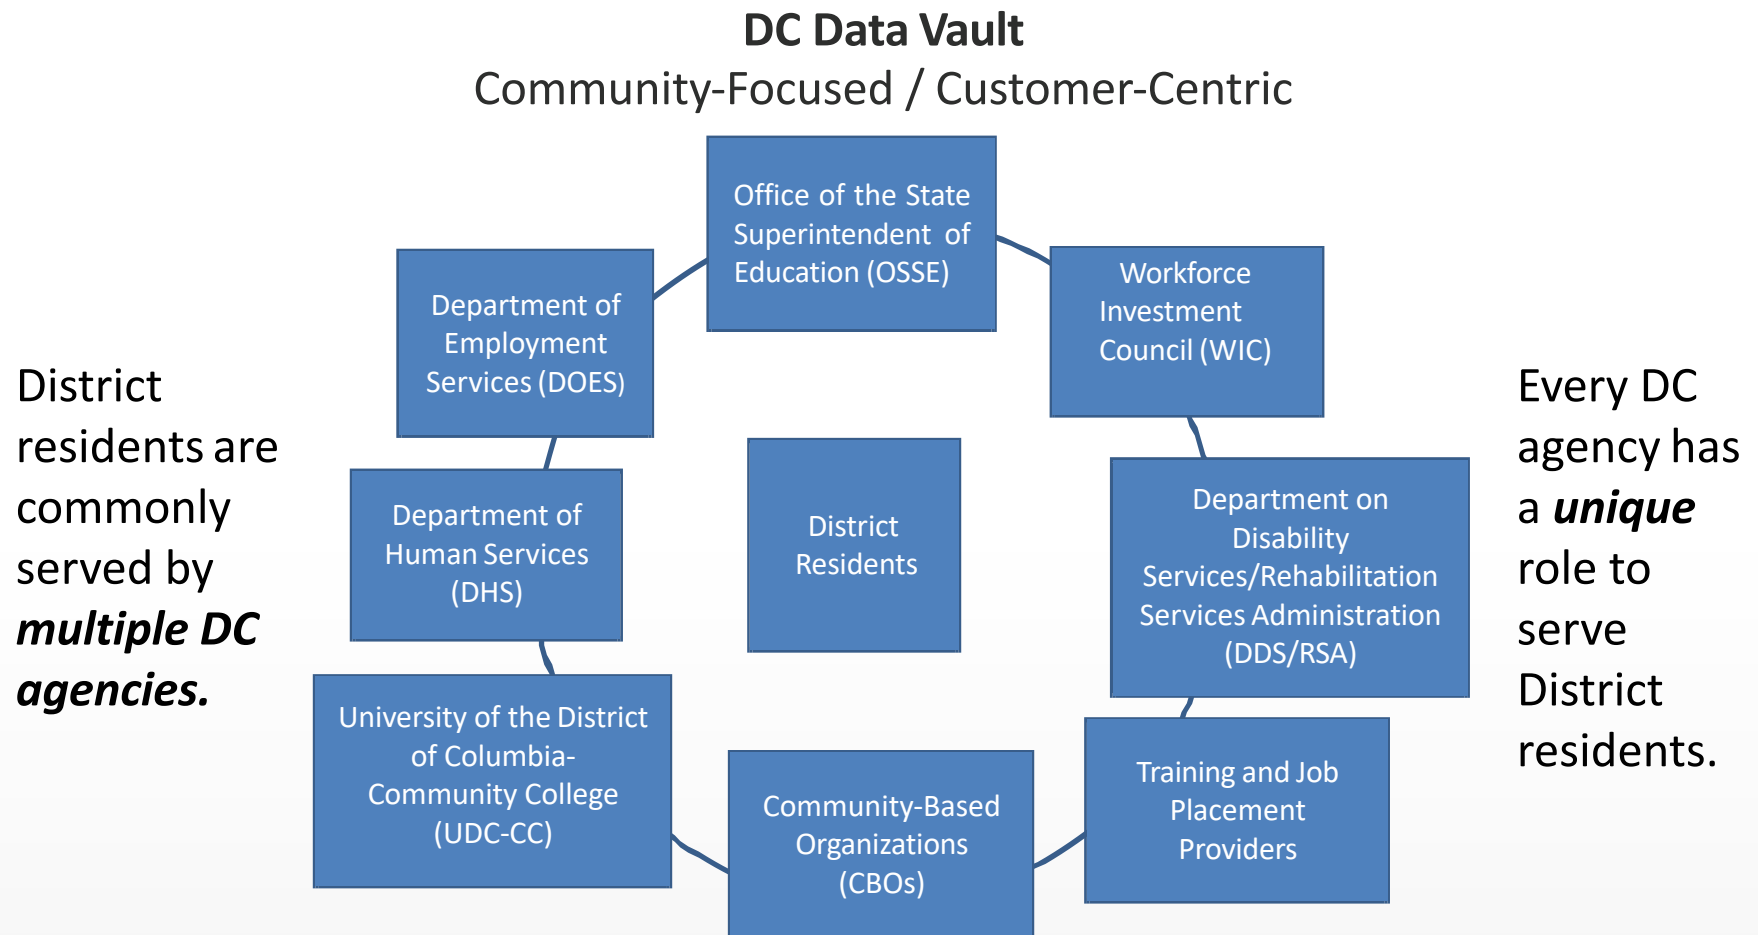 DC Data Vault
Community-Focused / Customer-Centric
Office of the State
Superintendent of
Education (OSSE)
Workforce
Investment
Council (WIC)
Department of
Employment
Services (DOES)
District
residents are
commonly
served by
multiple DC
agencies.
Every DC
agency has
a unique
role to
serve
District
residents.
Department of
Human Services
(DHS)
District
Residents
Department on
Disability
Services/Rehabilitation
Services Administration
(DDS/RSA)
University of the District
of Columbia-
Community College
(UDC-CC)
Community-Based
Organizations
(CBOs)
Training and Job
Placement
Providers